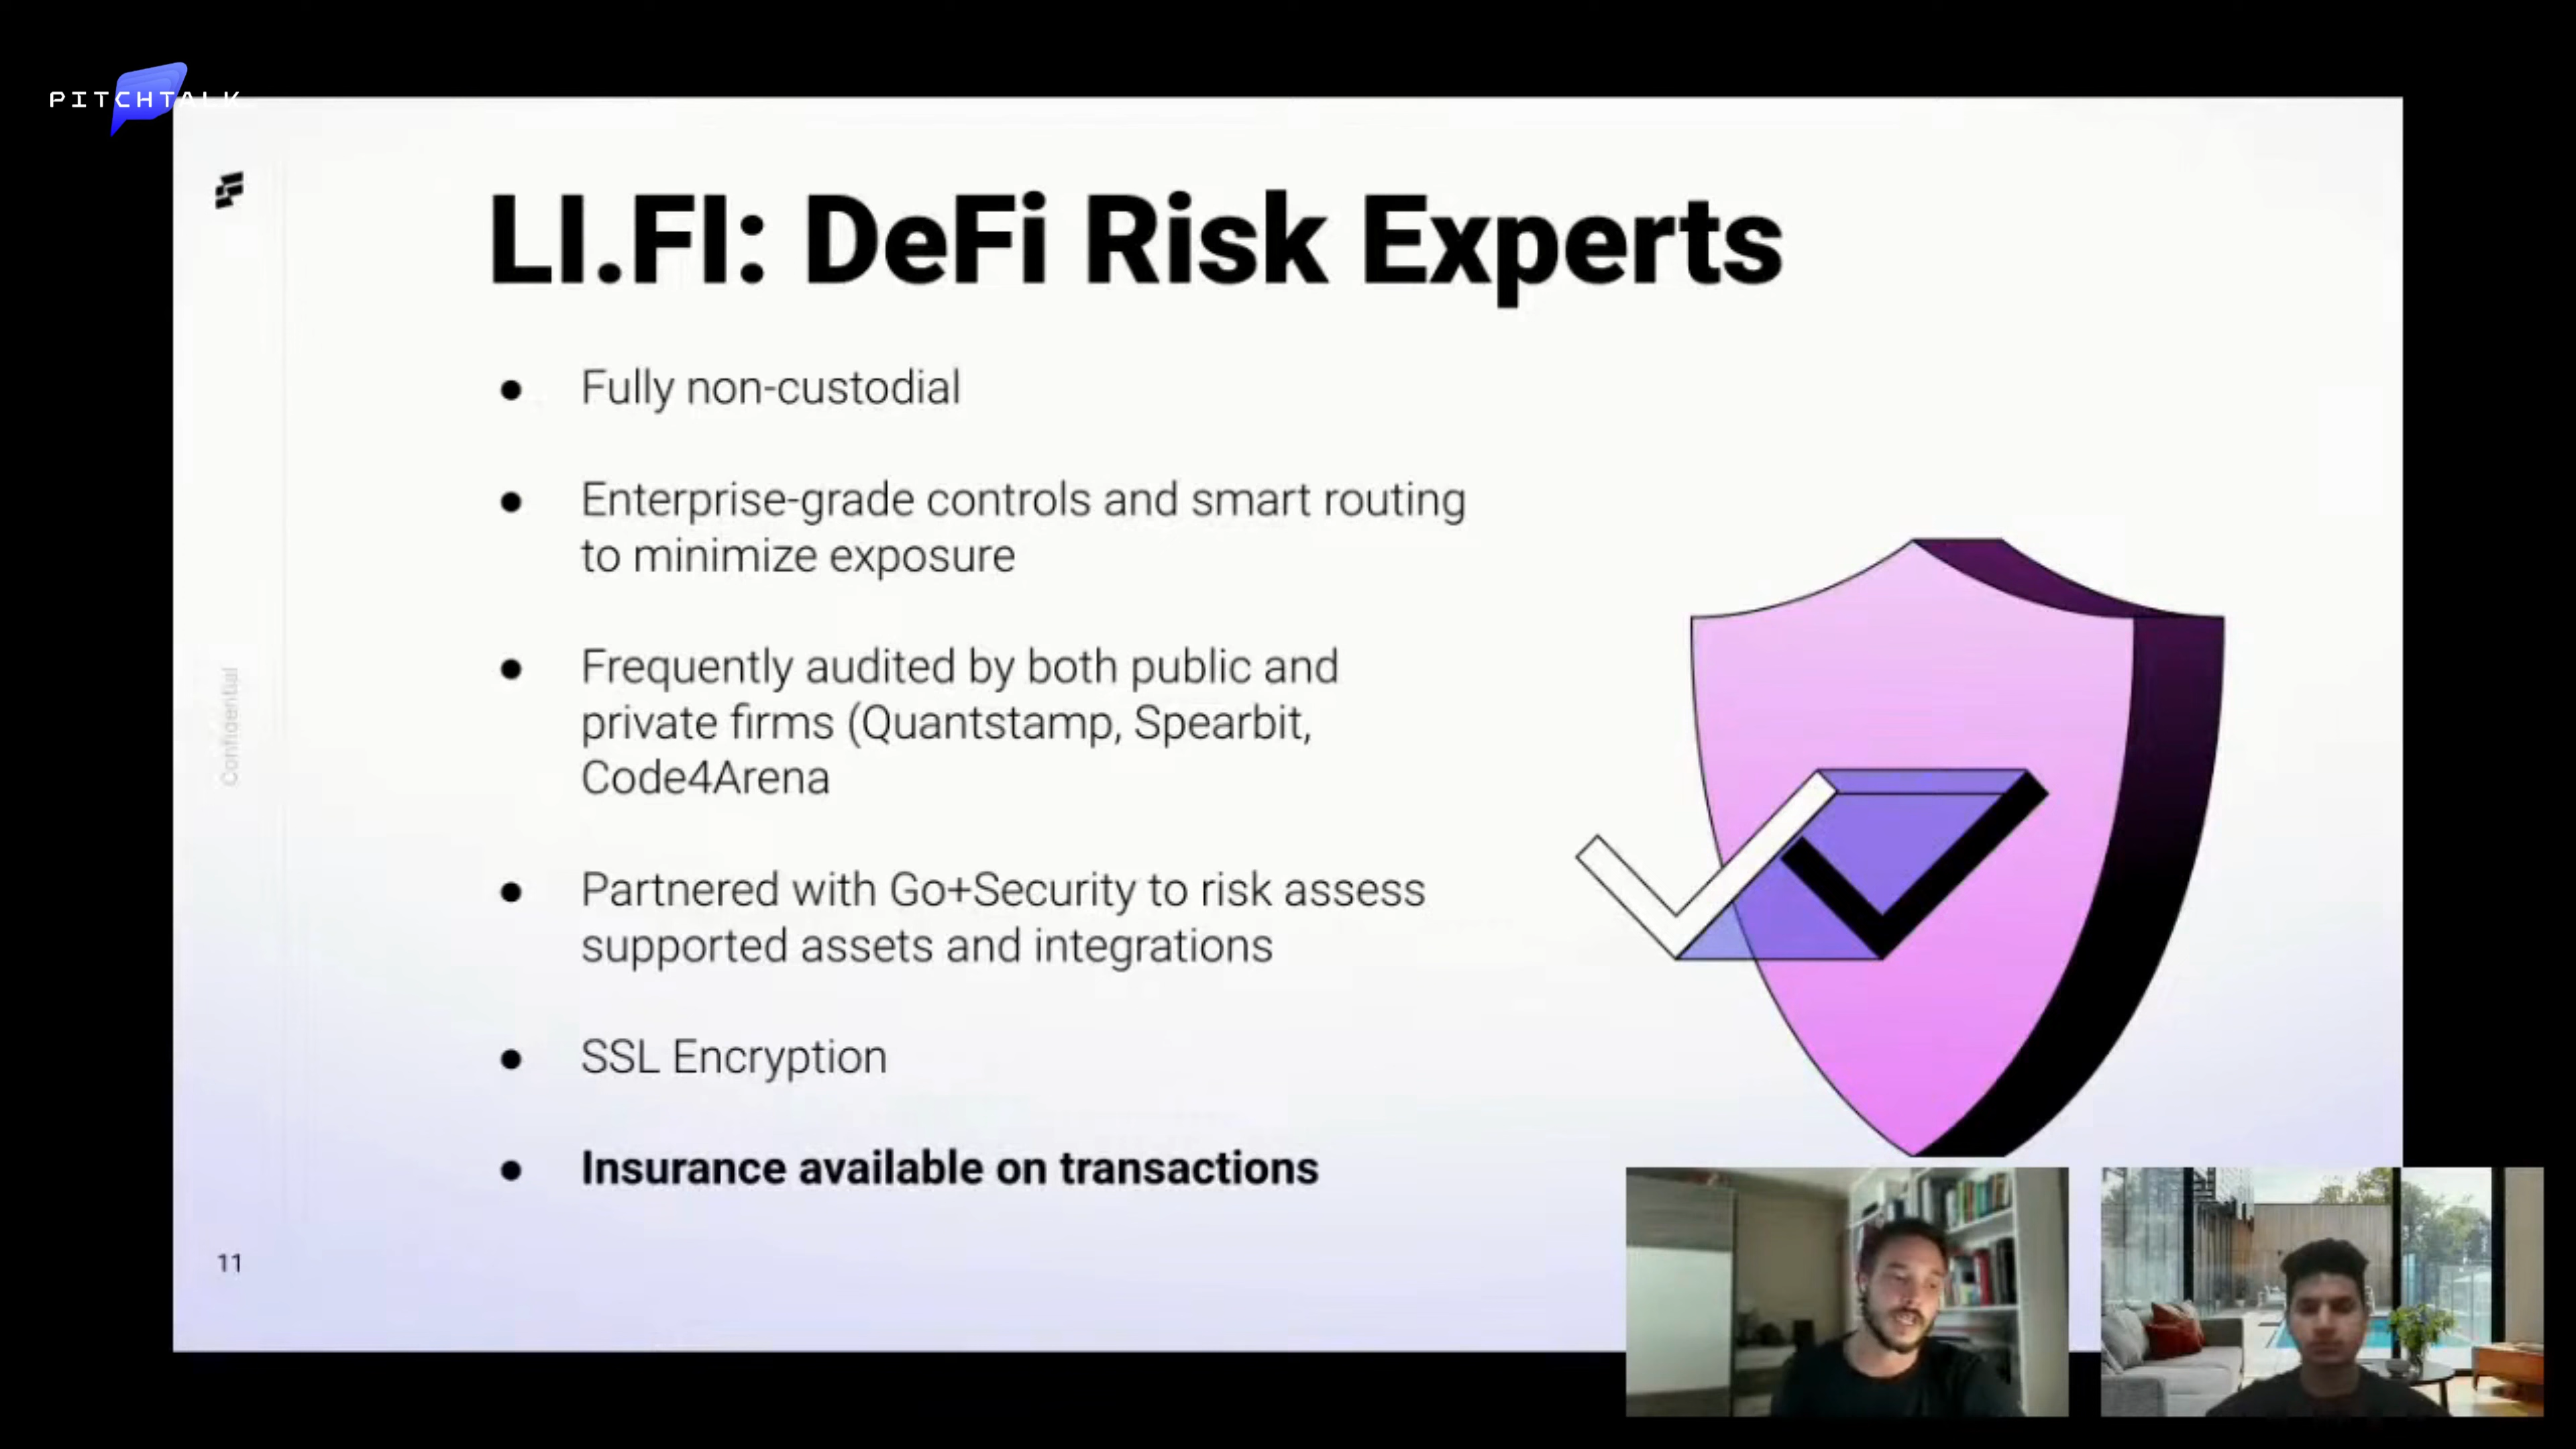 PITCHTALK
LI.FI: DeFi Risk Experts
● Fully non-custodial
● Enterprise-grade controls and smart routing
to minimize exposure
● Frequently audited by both public and
private firms (Quantstamp, Spearbit,
Code4Arena
● Partnered with Go+Security to risk assess
supported assets and integrations
● SSL Encryption
● Insurance available on transactions
Confidential
11